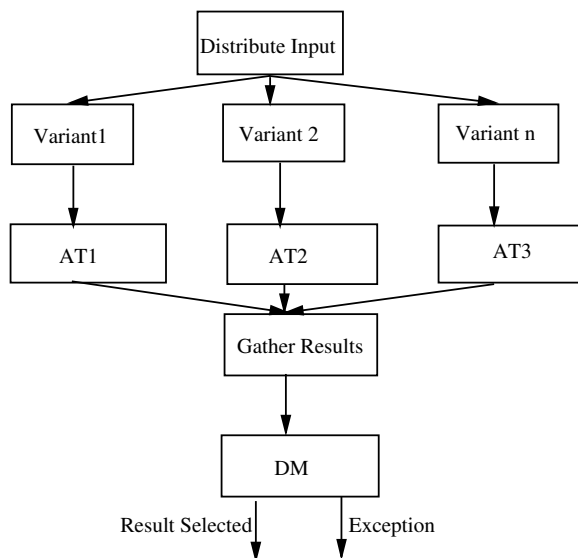 Distribute Input
Variant1
Variant 2
Variant n
AT1
AT2
AT3
Gather Results
DM
Result Selected
Exception